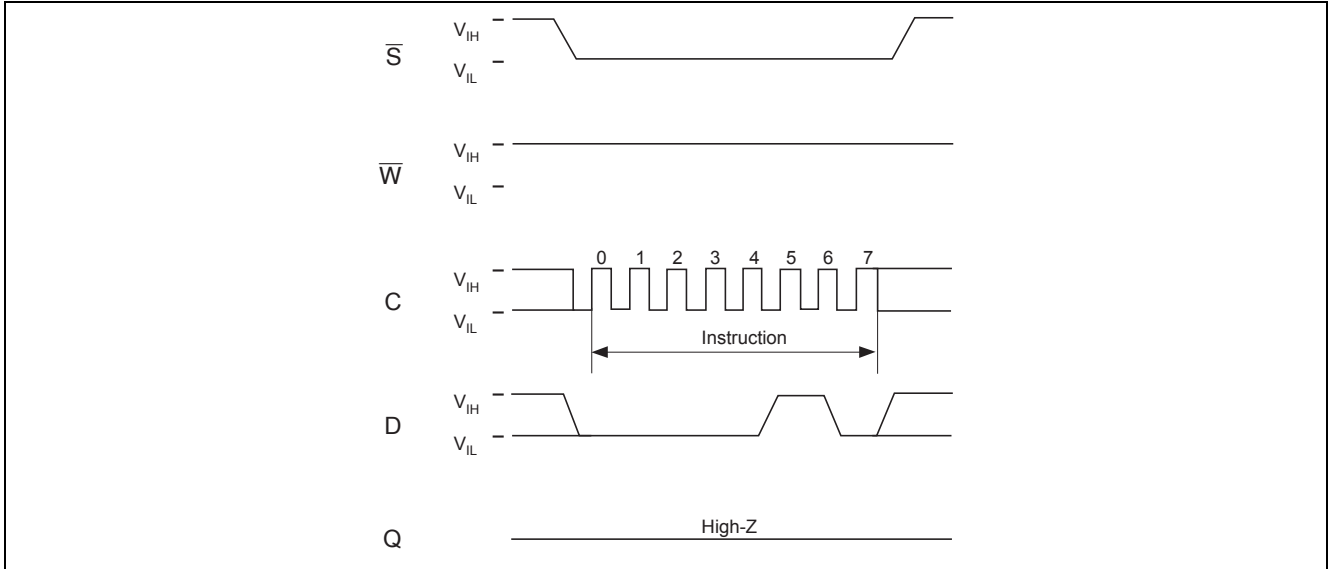 V_IH
S̅
V_IL
V_IH
W̅
V_IL
0 1 2 3 4 5 6 7
V_IH
C
V_IL
Instruction
V_IH
D
V_IL
High-Z
Q